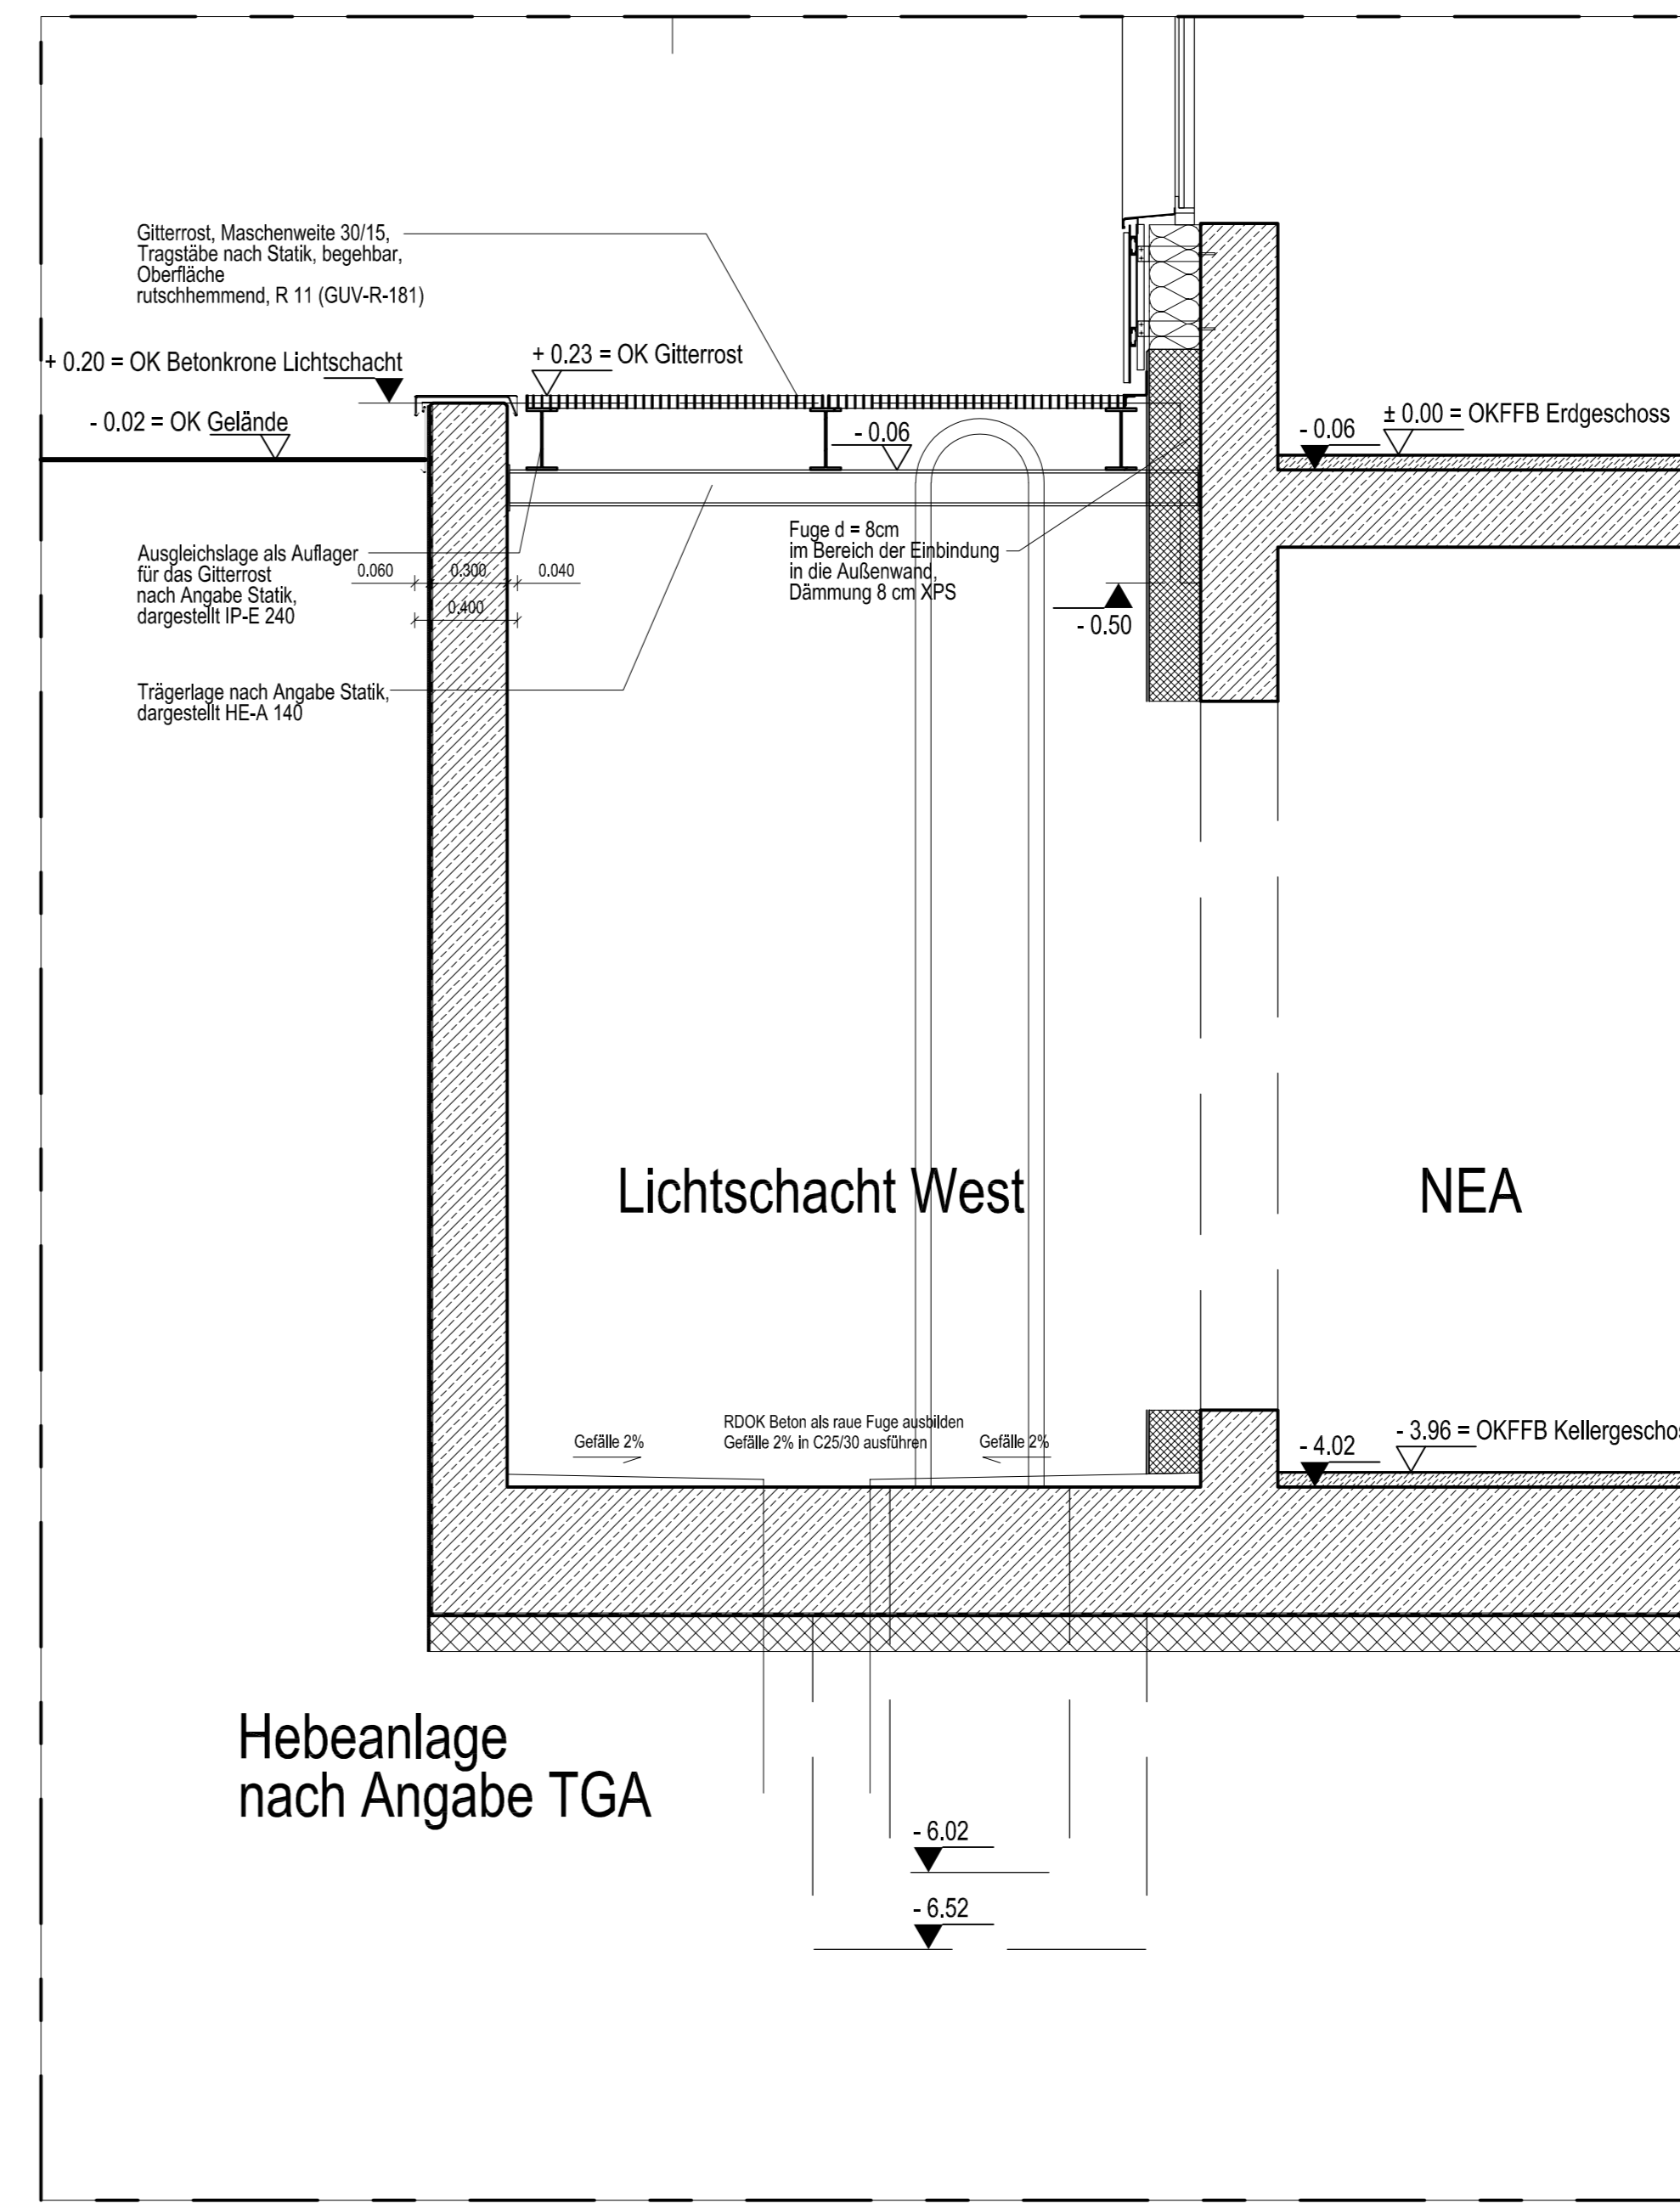 Gitterrost, Maschenweite 30/15,
Tragstäbe nach Statik, begehbar,
Oberfläche
rutschhemmend, R 11 (GUV-R-181)
+ 0.20 = OK Betonkrone Lichtschacht
+ 0.23 = OK Gitterrost
- 0.02 = OK Gelände
- 0.06
- 0.06
± 0.00 = OKFFB Erdgeschoss
Ausgleichslage als Auflager
für das Gitterrost
nach Angabe Statik,
dargestellt IP-E 240
0.060
0.300
0.040
0.400
Fuge d = 8cm
im Bereich der Einbindung
in die Außenwand,
Dämmung 8 cm XPS
- 0.50
Trägerlage nach Angabe Statik,
dargestellt HE-A 140
Lichtschacht West
NEA
Gefälle 2%
RDOK Beton als raue Fuge ausbilden
Gefälle 2% in C25/30 ausführen
Gefälle 2%
- 4.02
- 3.96 = OKFFB Kellergescho
Hebeanlage
nach Angabe TGA
- 6.02
- 6.52